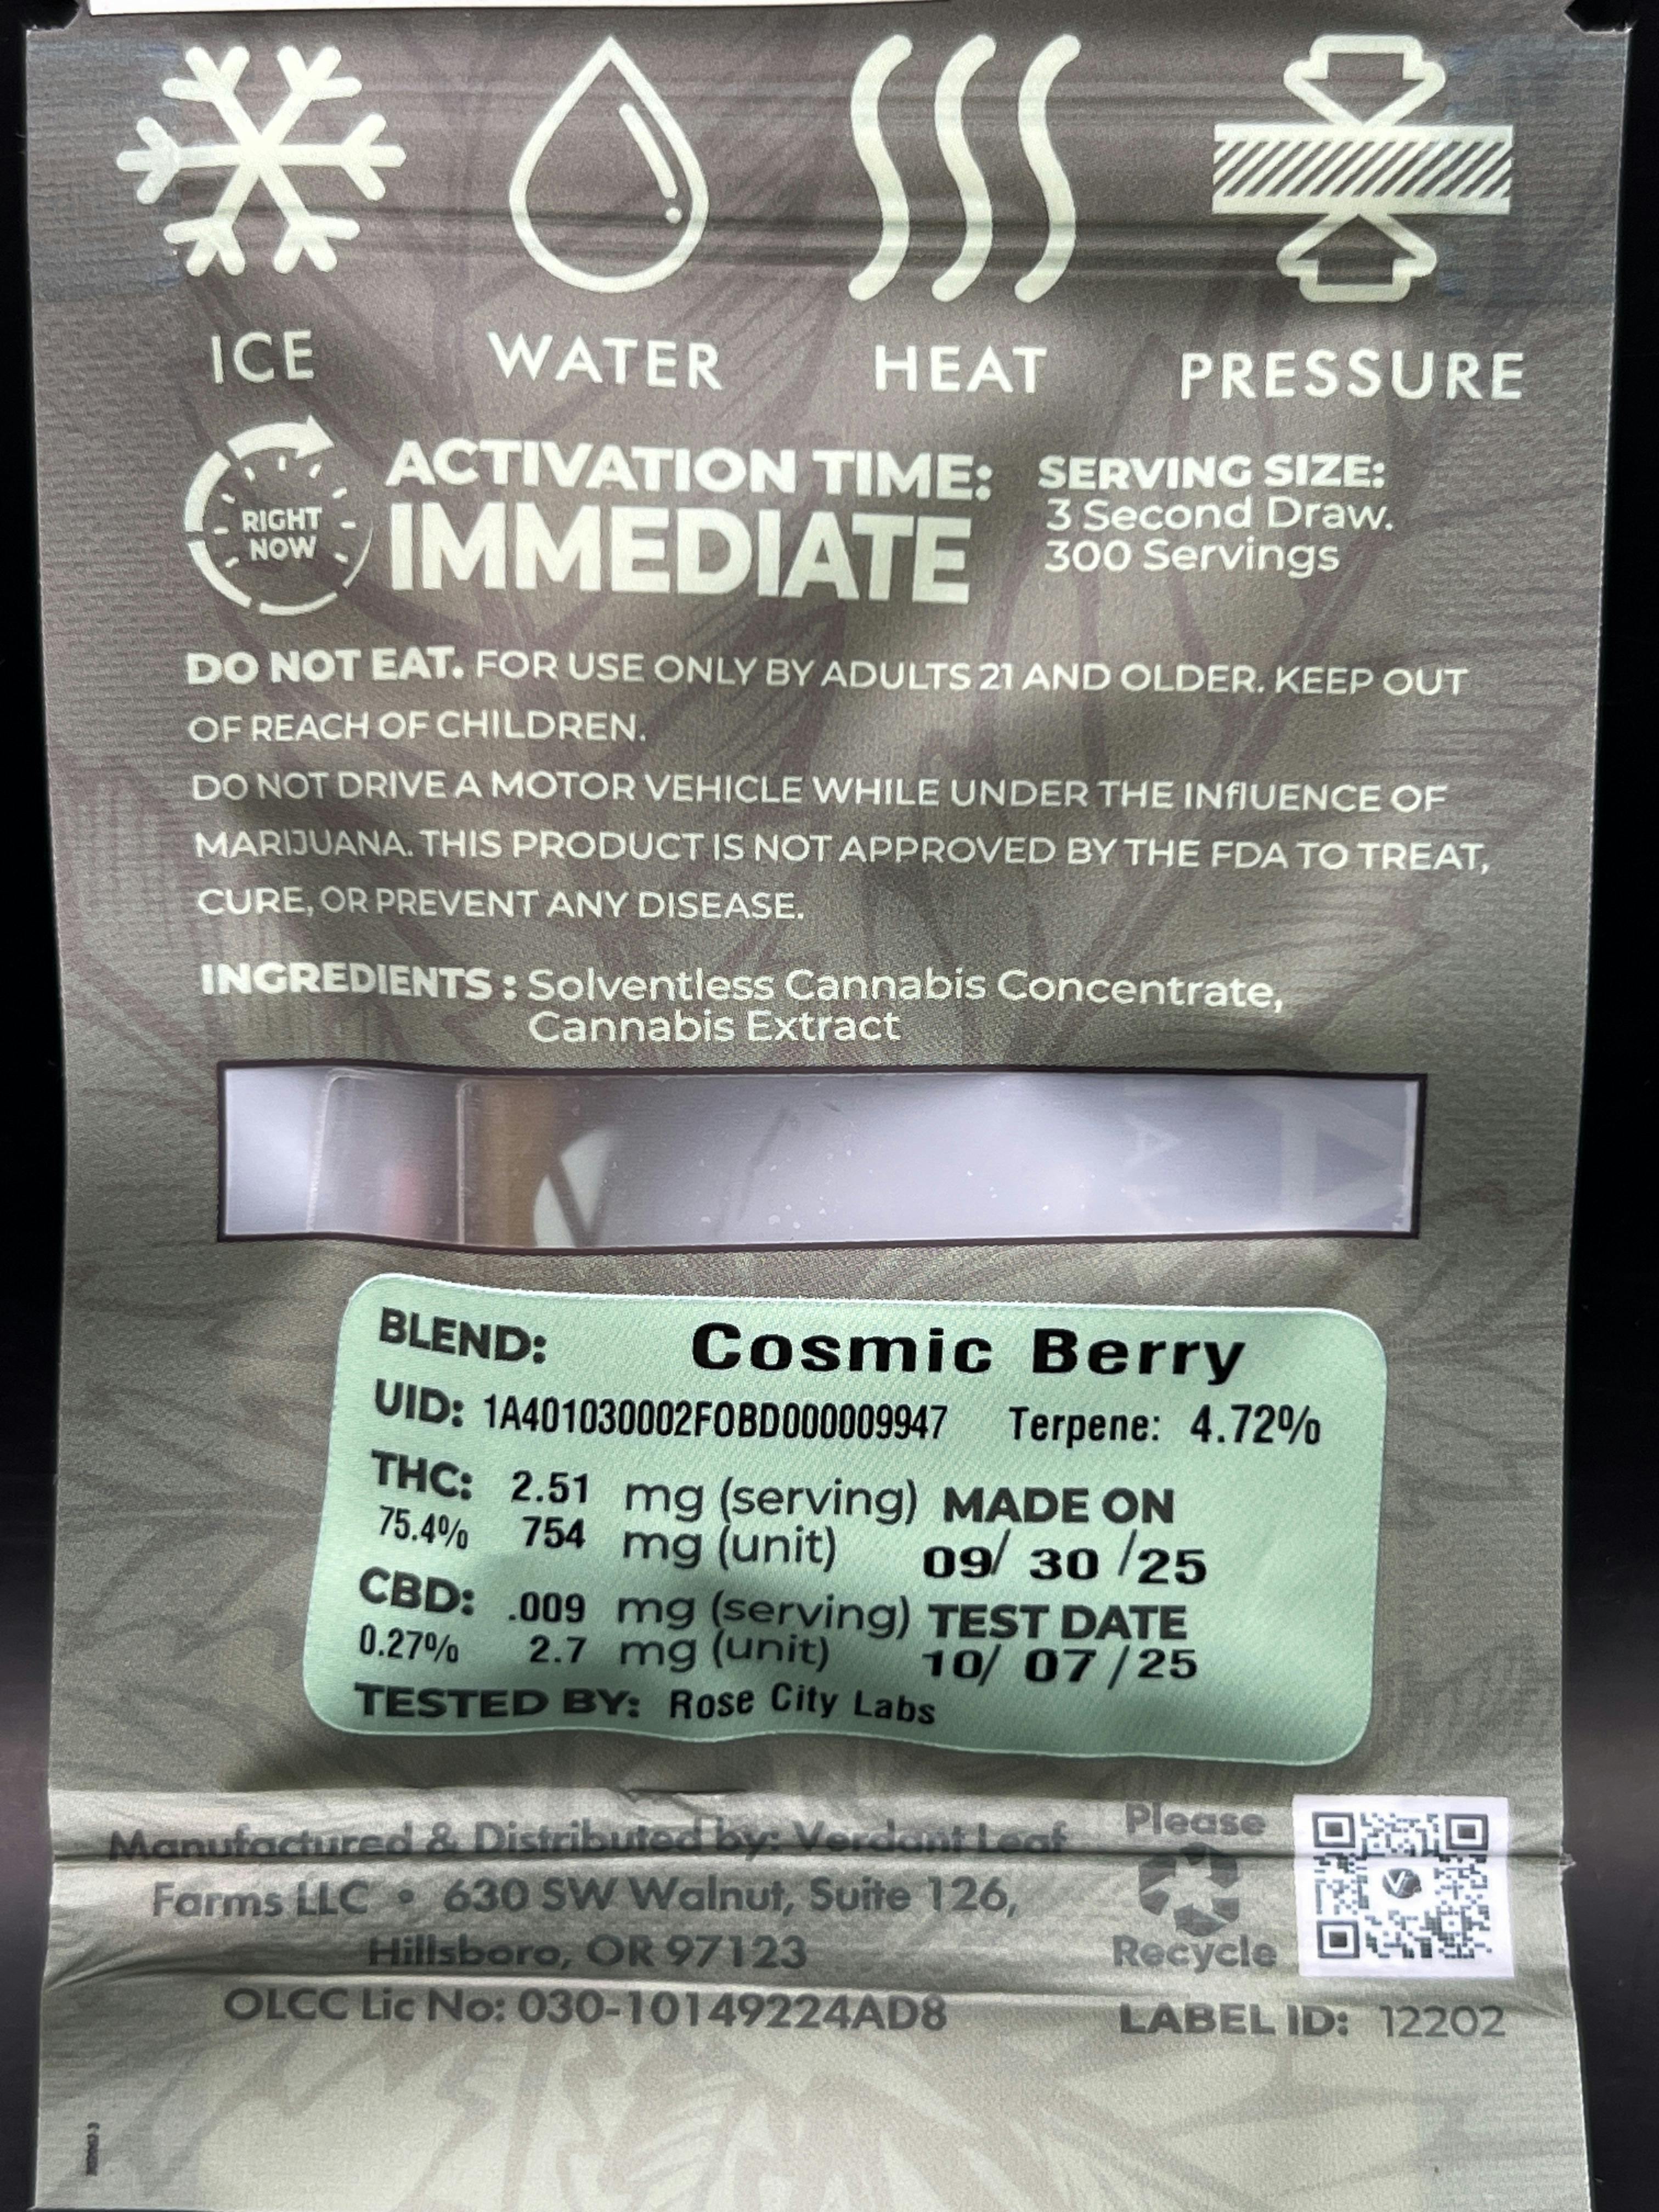 ICE WATER HEAT PRESSURE
RIGHT
NOW
ACTIVATION TIME:
IMMEDIATE
SERVING SIZE:
3 Second Draw.
300 Servings
DO NOT EAT. FOR USE ONLY BY ADULTS 21 AND OLDER. KEEP OUT
OF REACH OF CHILDREN.
DO NOT DRIVE A MOTOR VEHICLE WHILE UNDER THE INflUENCE OF
MARIJUANA. THIS PRODUCT IS NOT APPROVED BY THE FDA TO TREAT,
CURE, OR PREVENT ANY DISEASE.
INGREDIENTS : Solventless Cannabis Concentrate,
Cannabis Extract
BLEND: Cosmic Berry
UID: 1A401030002F0BD000009947 Terpene: 4.72%
THC: 2.51 mg (serving) MADE ON
75.4% 754 mg (unit) 09/ 30 /25
CBD: .009 mg (serving) TEST DATE
0.27% 2.7 mg (unit) 10/ 07 /25
TESTED BY: Rose City Labs
Manufactured & Distributed by: Verdant Leaf
Farms LLC • 630 SW Walnut, Suite 126,
Hillsboro, OR 97123
OLCC Lic No: 030-10149224AD8
Please
Recycle
LABEL ID: 12202